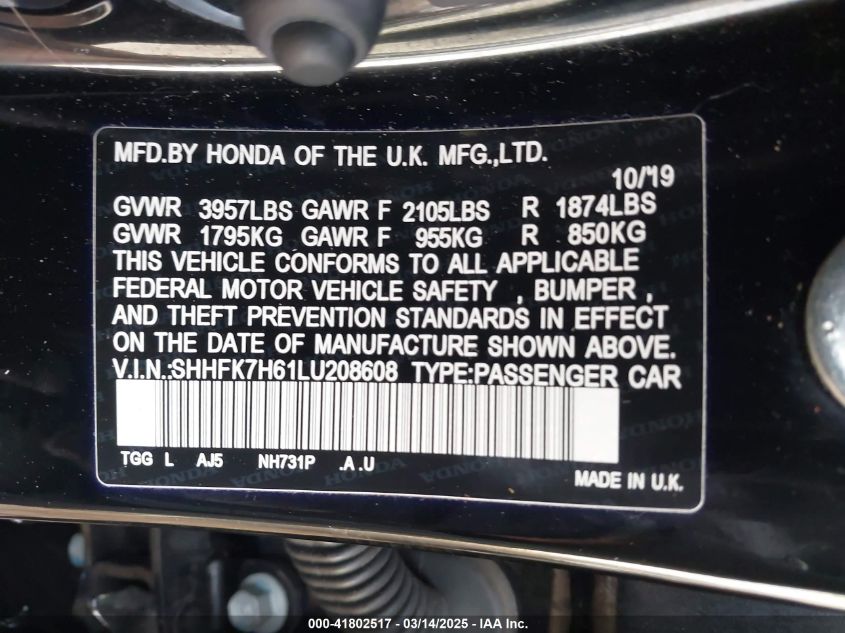 MFD.BY HONDA OF THE U.K. MFG.,LTD.
10/'19
GVWR 3957LBS GAWR F 2105LBS R 1874LBS
GVWR 1795KG GAWR F 955KG R 850KG
THIS VEHICLE CONFORMS TO ALL APPLICABLE
FEDERAL MOTOR VEHICLE SAFETY , BUMPER ,
AND THEFT PREVENTION STANDARDS IN EFFECT
ON THE DATE OF MANUFACTURE SHOWN ABOVE.
V.I.N.:SHHFK7H61LU208608 TYPE:PASSENGER CAR
TGG L AJ5 NH731P .A .U
MADE IN U.K.
000-41802517 - 03/14/2025 - IAA Inc.